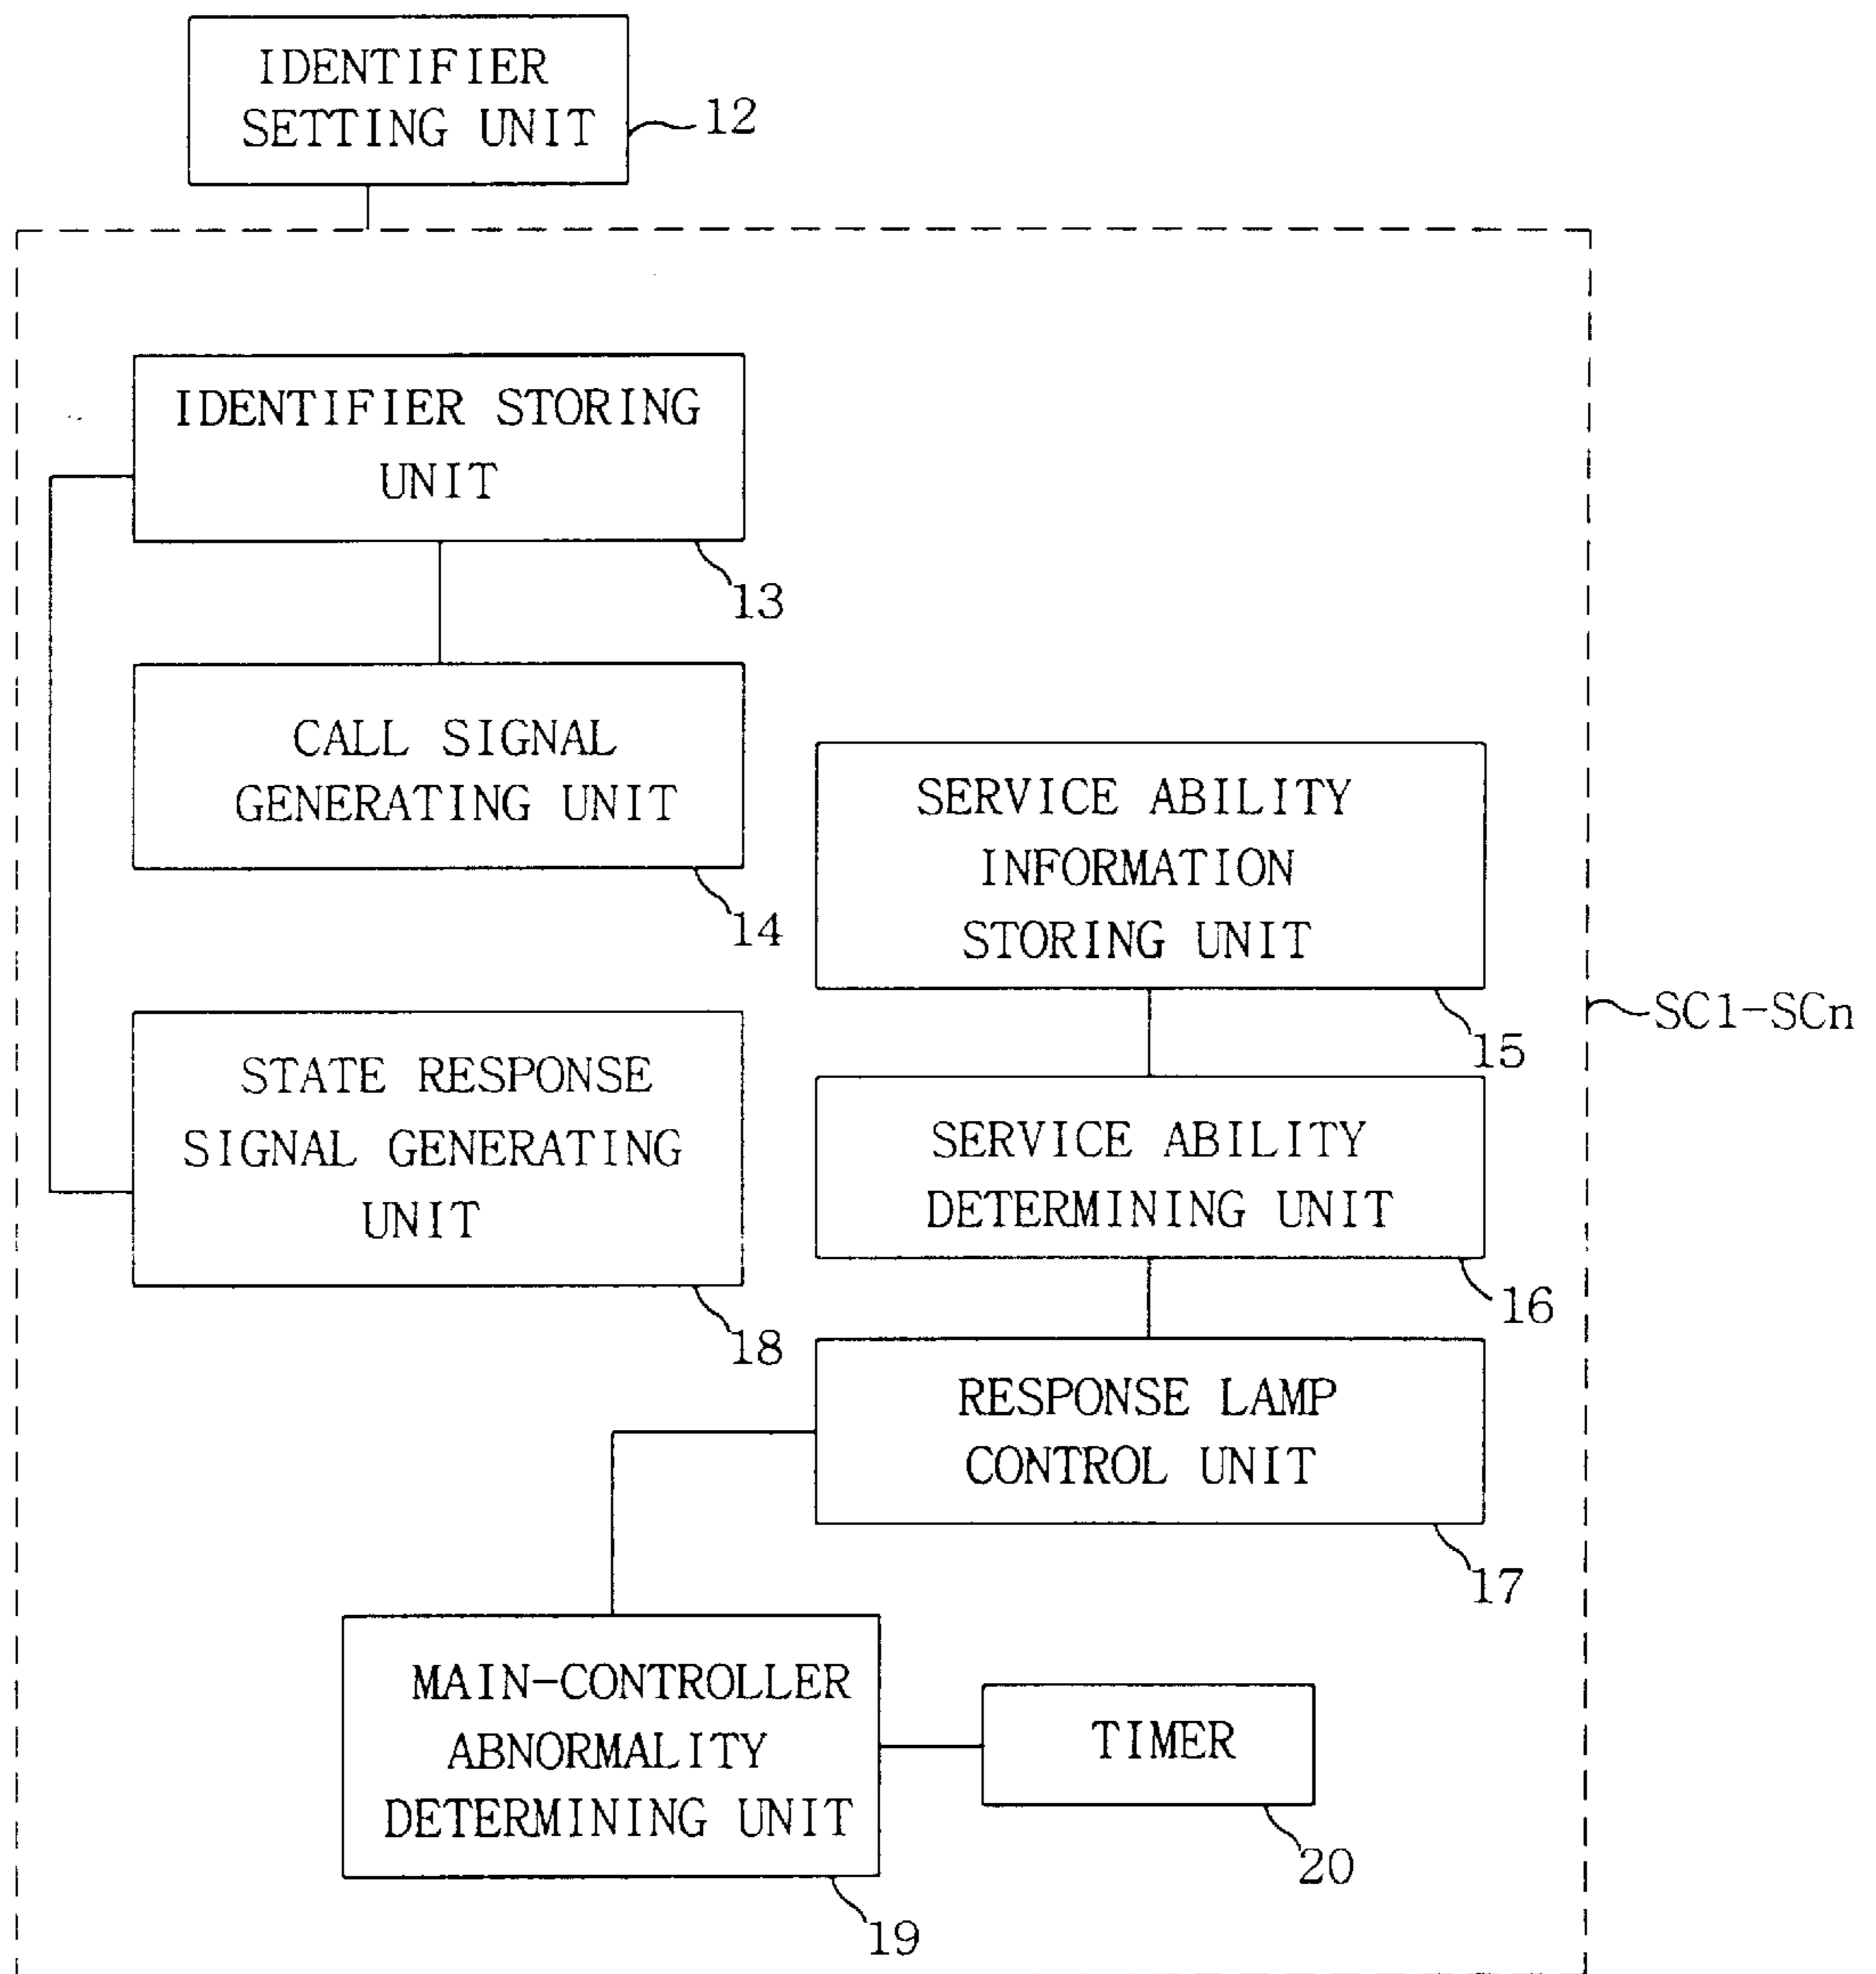 IDENTIFIER
SETTING UNIT
12
IDENTIFIER STORING
UNIT
13
CALL SIGNAL
GENERATING UNIT
14
SERVICE ABILITY
INFORMATION
STORING UNIT
15
SC1-SCn
STATE RESPONSE
SIGNAL GENERATING
UNIT
18
SERVICE ABILITY
DETERMINING UNIT
16
RESPONSE LAMP
CONTROL UNIT
17
MAIN-CONTROLLER
ABNORMALITY
DETERMINING UNIT
19
TIMER
20